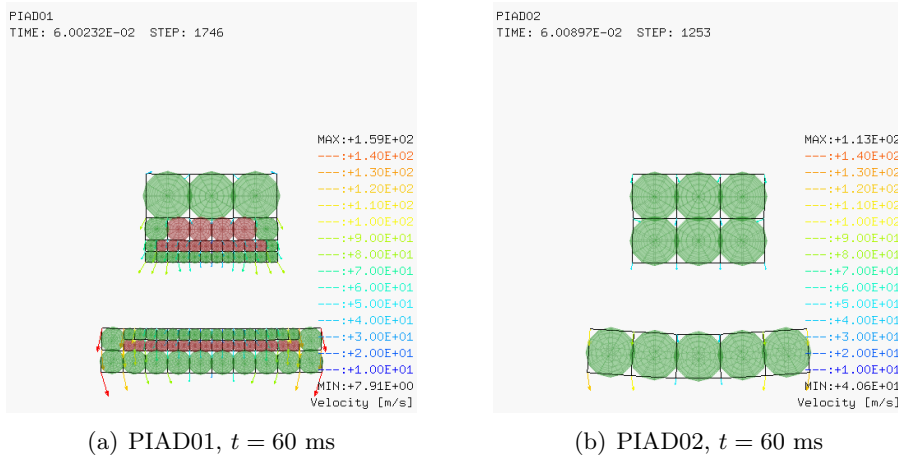 PIAD01
TIME: 6.00232E-02 STEP: 1746
MAX:+1.59E+02
---:+1.40E+02
---:+1.30E+02
---:+1.20E+02
---:+1.10E+02
---:+1.00E+02
---:+9.00E+01
---:+8.00E+01
---:+7.00E+01
---:+6.00E+01
---:+5.00E+01
---:+4.00E+01
---:+3.00E+01
---:+2.00E+01
---:+1.00E+01
MIN:+7.91E+00
Velocity [m/s]
(a) PIAD01, t = 60 ms
PIAD02
TIME: 6.00897E-02 STEP: 1253
MAX:+1.13E+02
---:+1.40E+02
---:+1.30E+02
---:+1.20E+02
---:+1.10E+02
---:+1.00E+02
---:+9.00E+01
---:+8.00E+01
---:+7.00E+01
---:+6.00E+01
---:+5.00E+01
---:+4.00E+01
---:+3.00E+01
---:+2.00E+01
---:+1.00E+01
MIN:+4.06E+01
Velocity [m/s]
(b) PIAD02, t = 60 ms